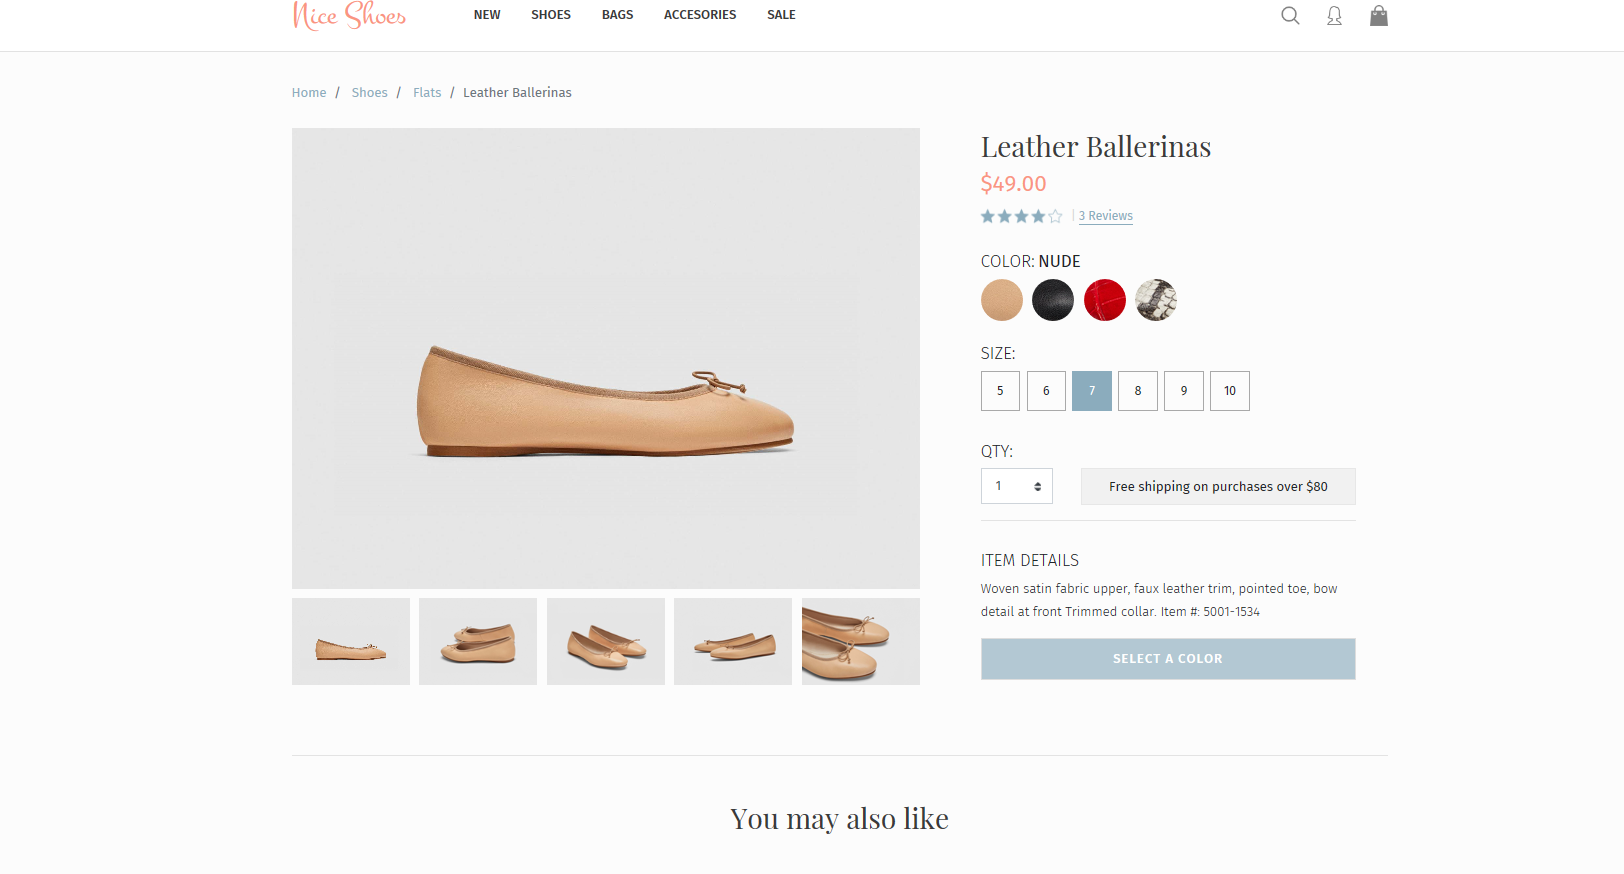 Nice Shoes
NEW SHOES BAGS ACCESORIES SALE
Home / Shoes / Flats / Leather Ballerinas
Leather Ballerinas
$49.00
| 3 Reviews
COLOR: NUDE
SIZE:
5 6 7 8 9 10
QTY:
1
Free shipping on purchases over $80
ITEM DETAILS
Woven satin fabric upper, faux leather trim, pointed toe, bow
detail at front Trimmed collar. Item #: 5001-1534
SELECT A COLOR
You may also like